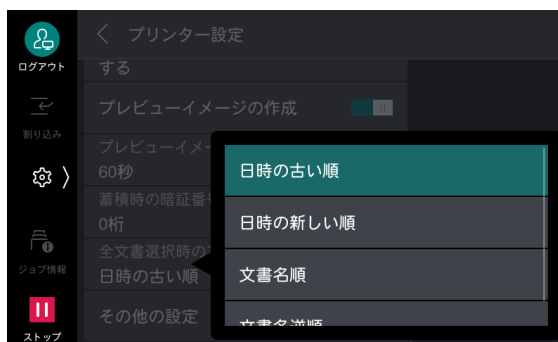 ログアウト
割り込み
ジョブ情報
ストップ
プリンター設定
する
プレビューイメージの作成
プレビューイメー
60秒
蓄積時の暗証番
0桁
全文書選択時の
日時の古い順
その他の設定
日時の古い順
日時の新しい順
文書名順
文書名逆順